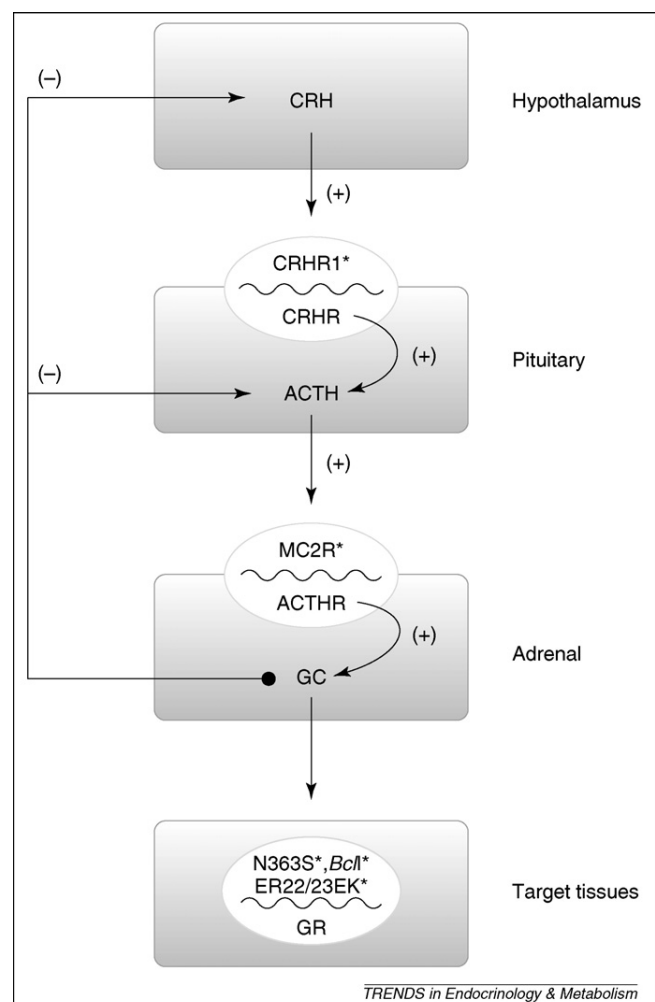 (–)
CRH
Hypothalamus
(+)
CRHR1*
CRHR
(+)
Pituitary
(–)
ACTH
(+)
MC2R*
ACTHR
(+)
Adrenal
GC
N363S*,BclI*
ER22/23EK*
Target tissues
GR
TRENDS in Endocrinology & Metabolism